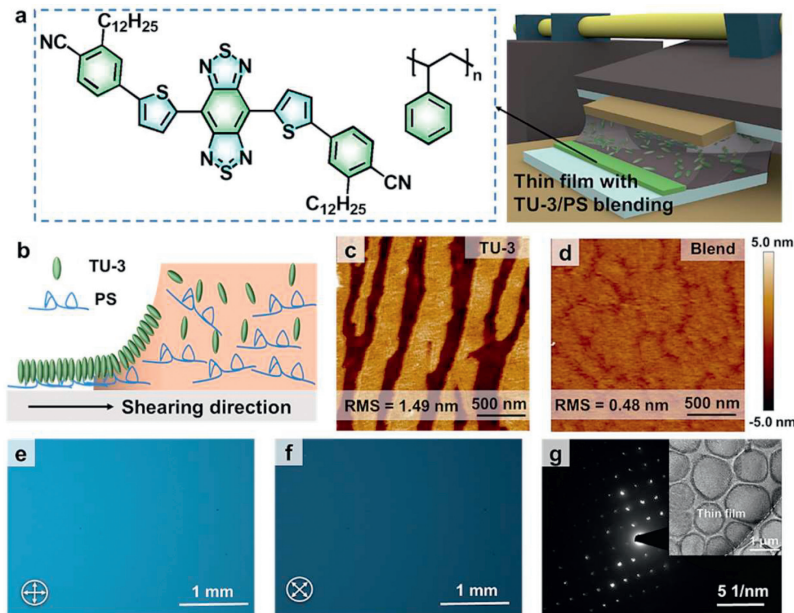 a
C12H25
NC
S
N N
S
S
N N
S
n
CN
C12H25
Thin film with
TU-3/PS blending
b
TU-3
PS
Shearing direction
c
TU-3
RMS = 1.49 nm
500 nm
d
Blend
RMS = 0.48 nm
500 nm
5.0 nm
-5.0 nm
e
1 mm
f
1 mm
g
Thin film
1 μm
5 1/nm